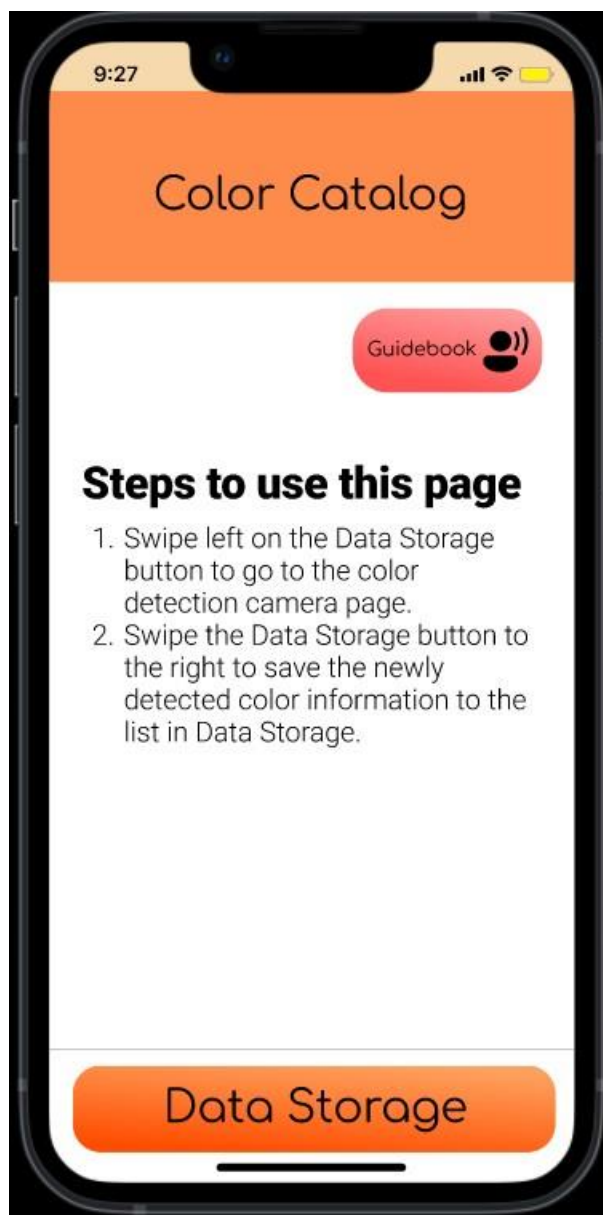 9:27
Color Catalog
Guidebook
Steps to use this page
1. Swipe left on the Data Storage
button to go to the color
detection camera page.
2. Swipe the Data Storage button to
the right to save the newly
detected color information to the
list in Data Storage.
Data Storage